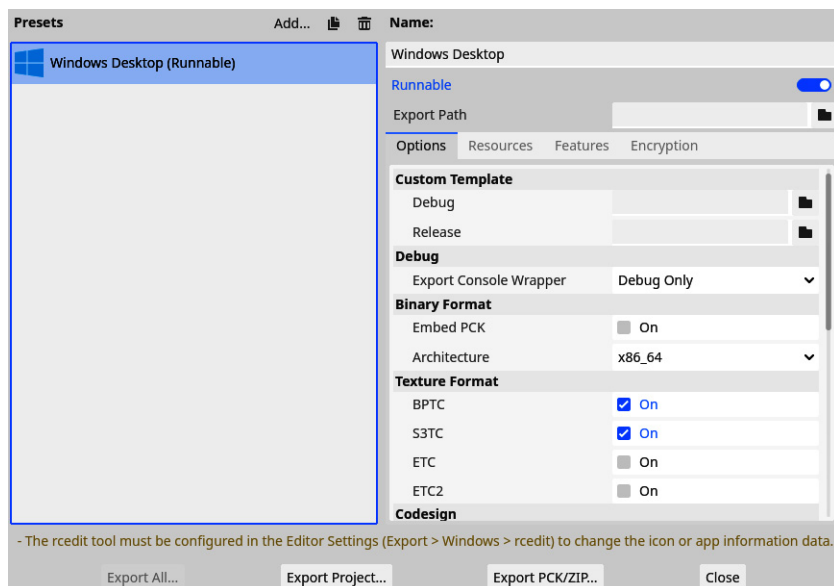 Presets Add...
Windows Desktop (Runnable)
Name:
Windows Desktop
Runnable
Export Path
Options Resources Features Encryption
Custom Template
Debug
Release
Debug
Export Console Wrapper Debug Only
Binary Format
Embed PCK On
Architecture x86_64
Texture Format
BPTC On
S3TC On
ETC On
ETC2 On
Codesign
- The rcedit tool must be configured in the Editor Settings (Export > Windows > rcedit) to change the icon or app information data.
Export All... Export Project... Export PCK/ZIP... Close